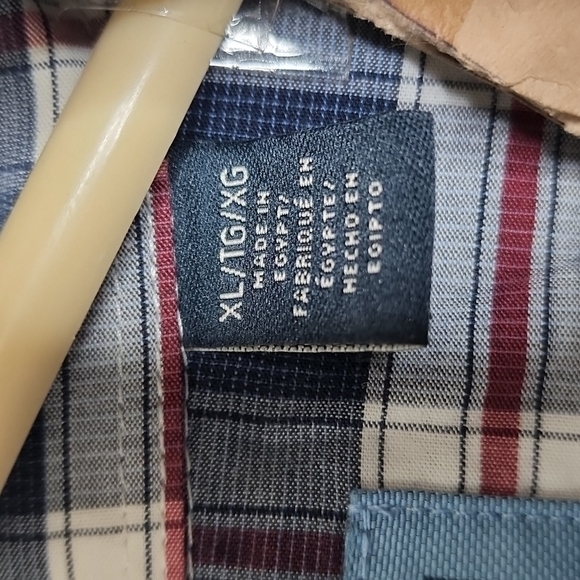 XL/TG/XG
MADE IN
EGYPT/
FABRIQUÉ EN
ÉGYPTE/
HECHO EN
EGIPTO